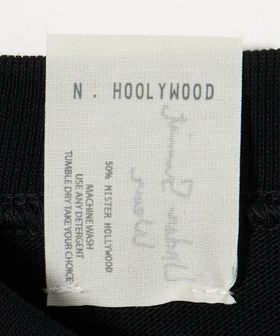 N . HOOLYWOOD
50% MISTER HOLLYWOOD
MACHINE WASH
USE ANY DETERGENT
TUMBLE DRY TAKE YOUR CHOICE